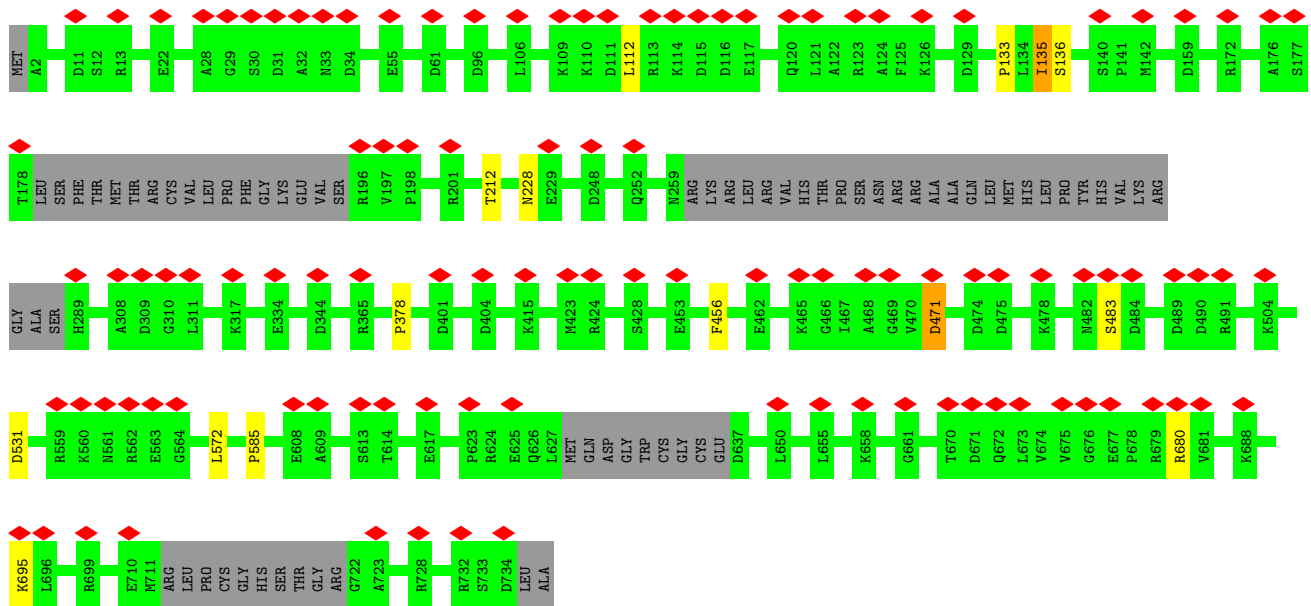 MET A2 D11 S12 R13 E22 A28 G29 S30 D31 A32 N33 D34 E55 D61 D96 L106 K109 K110 D111 L112 R113 K114 D115 D116 E117 Q120 L121 A122 R123 A124 F125 K126 D129 P133 L134 I135 S136 S140 P141 M142 D159 R172 A176 S177
T178 LEU SER PHE THR MET THR ARG CYS VAL LEU PRO PHE GLY LYS GLU VAL SER R196 V197 P198 R201 T212 N228 E229 D248 Q252 N259 ARG LYS ARG LEU ARG VAL HIS THR PRO SER ASN ARG ARG ALA ALA GLN LEU MET HIS LEU PRO TYR HIS VAL LYS ARG
GLY ALA SER H289 A308 D309 G310 L311 K317 E334 D344 R365 P378 D401 D404 K415 M423 R424 S428 E453 F456 E462 K465 G466 I467 A468 G469 V470 D471 D474 D475 K478 N482 S483 D484 D489 D490 R491 K504
D531 R559 K560 N561 R562 E563 G564 L572 P585 E608 A609 S613 T614 E617 P623 R624 E625 Q626 L627 MET GLN ASP GLY TRP CYS GLY CYS GLU D637 L650 L655 K658 G661 T670 D671 Q672 L673 V674 V675 G676 E677 P678 R679 R680 V681 K688
K695 L696 R699 E710 M711 ARG LEU PRO CYS GLY HIS SER THR GLY ARG G722 A723 R728 R732 S733 D734 LEU ALA